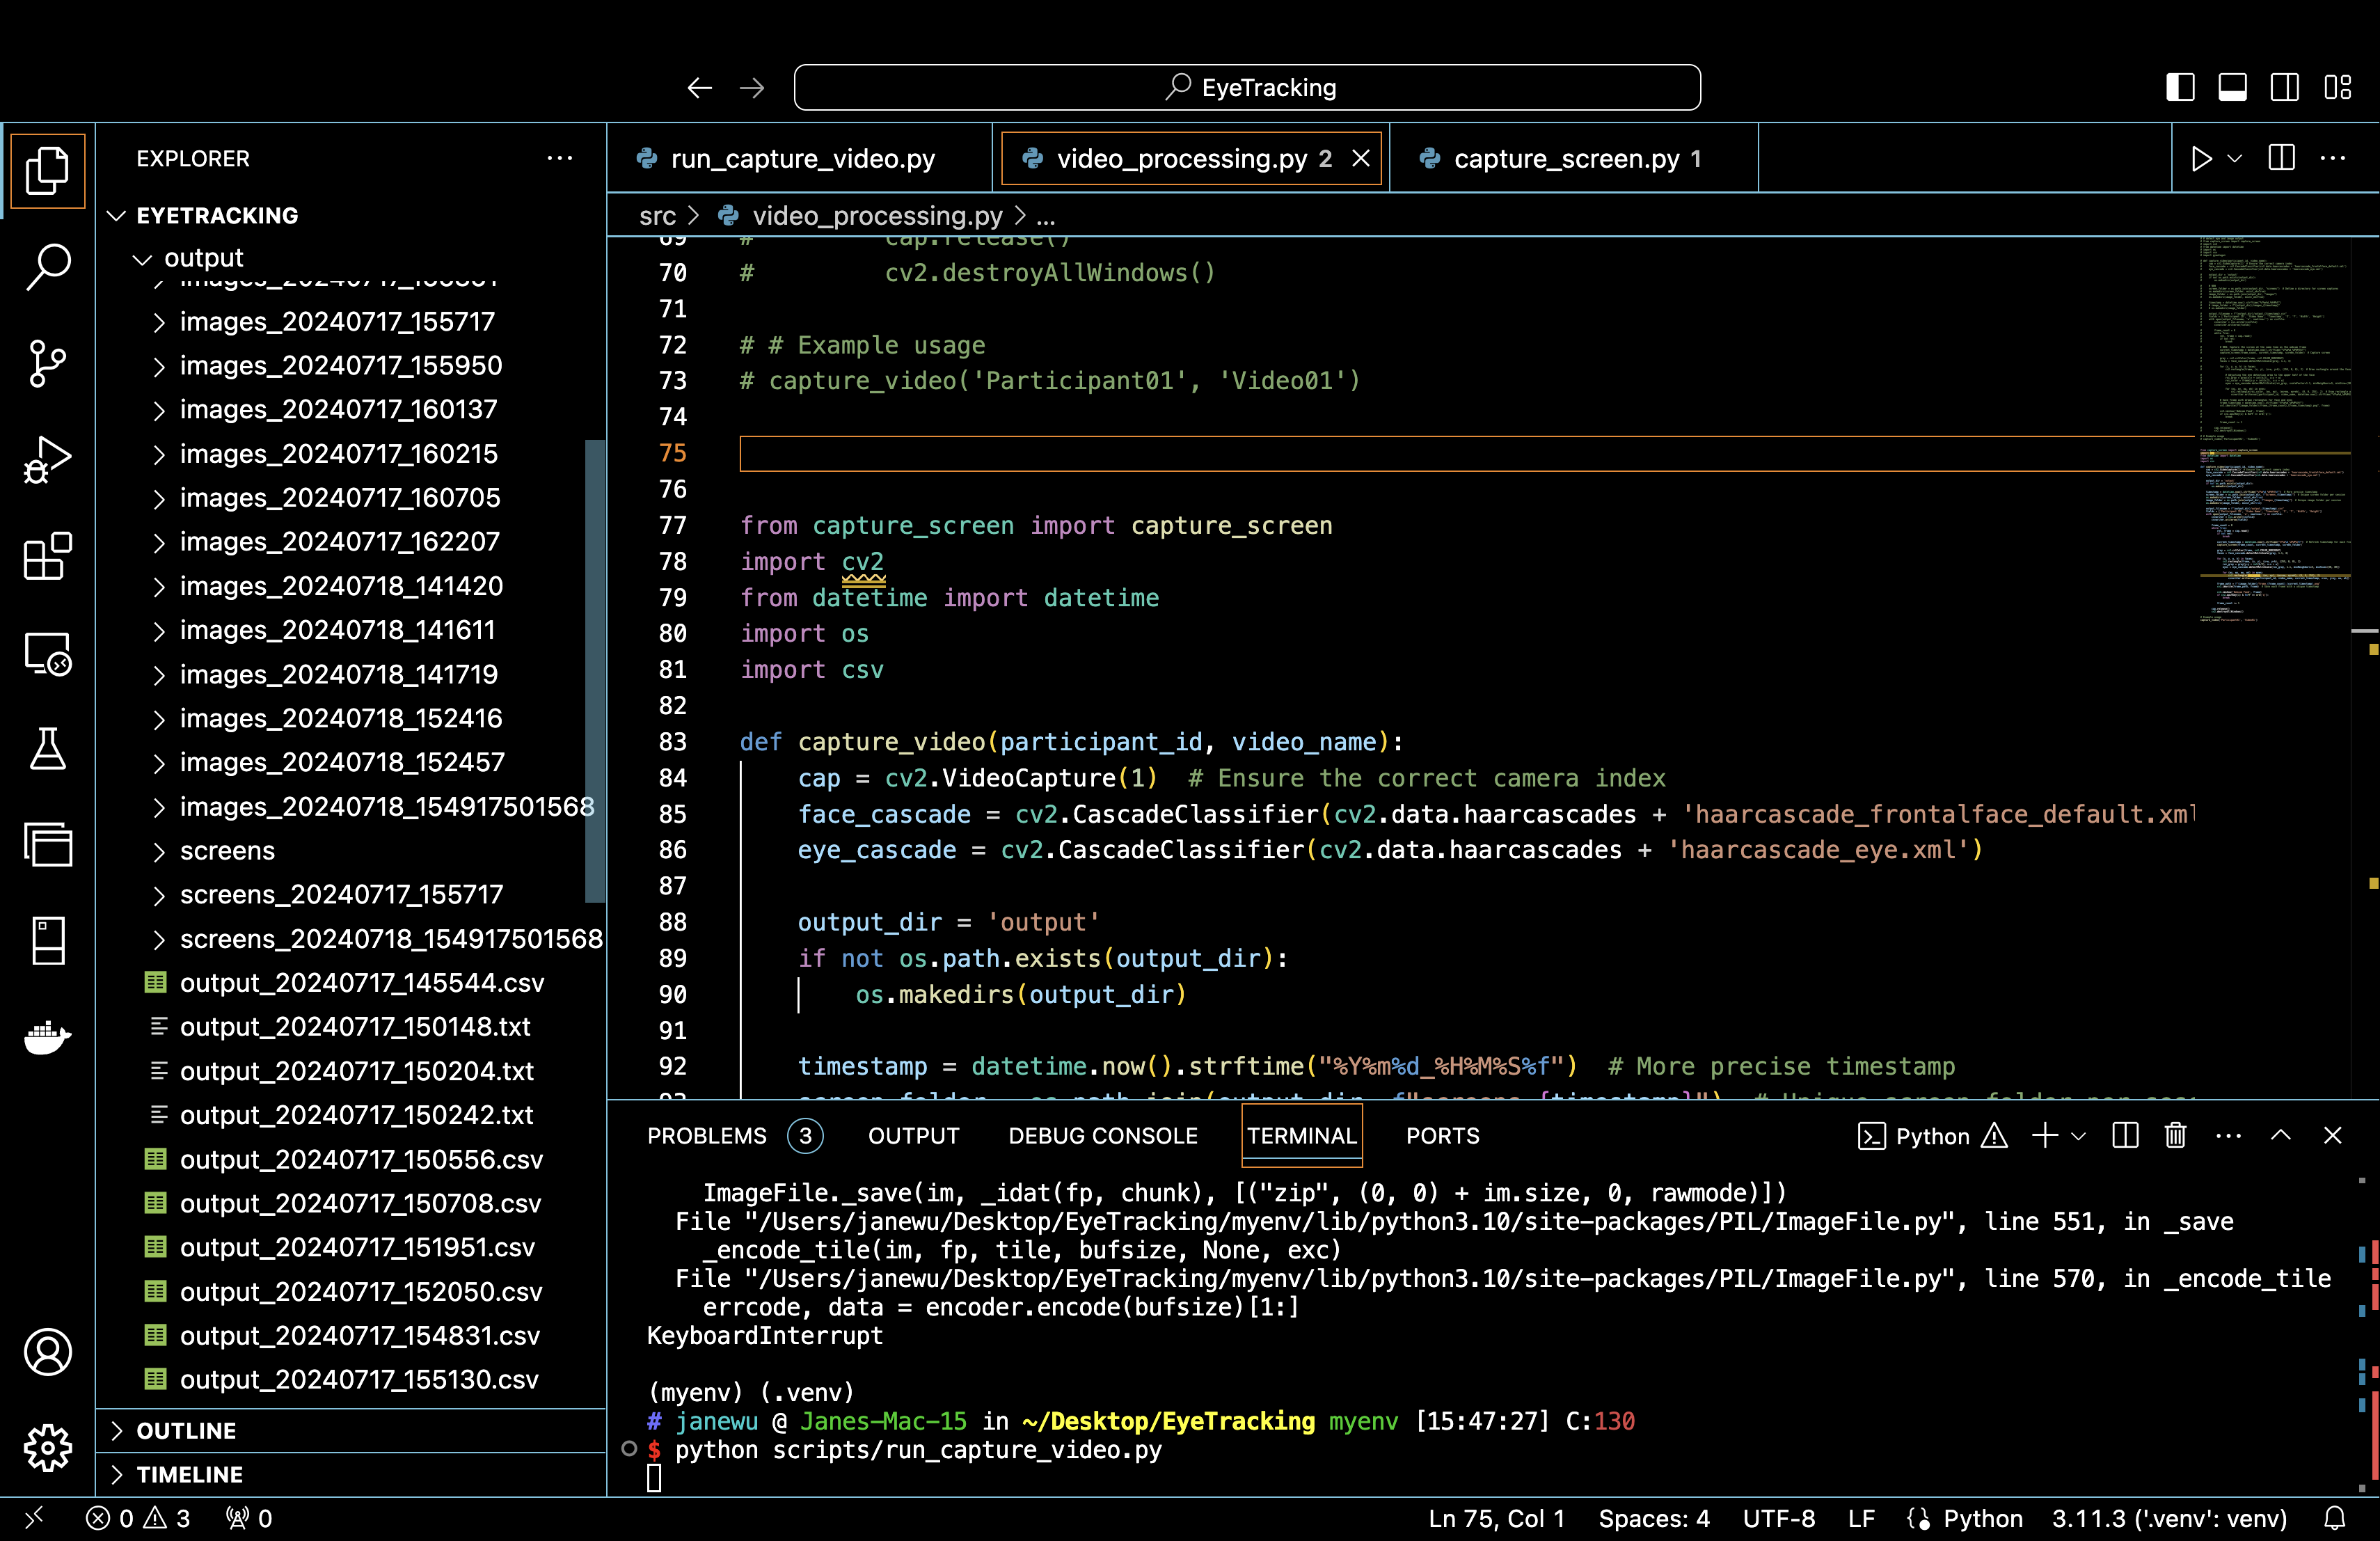 EyeTracking
EXPLORER
EYETRACKING
output
images_20240717_155717
images_20240717_155950
images_20240717_160137
images_20240717_160215
images_20240717_160705
images_20240717_162207
images_20240718_141420
images_20240718_141611
images_20240718_141719
images_20240718_152416
images_20240718_152457
images_20240718_154917501568
screens
screens_20240717_155717
screens_20240718_154917501568
output_20240717_145544.csv
output_20240717_150148.txt
output_20240717_150204.txt
output_20240717_150242.txt
output_20240717_150556.csv
output_20240717_150708.csv
output_20240717_151951.csv
output_20240717_152050.csv
output_20240717_154831.csv
output_20240717_155130.csv
OUTLINE
TIMELINE
run_capture_video.py
video_processing.py 2
capture_screen.py 1
src > video_processing.py > ...
69 # cap.release()
70 # cv2.destroyAllWindows()
71
72 # # Example usage
73 # capture_video('Participant01', 'Video01')
74
75
76
77 from capture_screen import capture_screen
78 import cv2
79 from datetime import datetime
80 import os
81 import csv
82
83 def capture_video(participant_id, video_name):
84 cap = cv2.VideoCapture(1) # Ensure the correct camera index
85 face_cascade = cv2.CascadeClassifier(cv2.data.haarcascades + 'haarcascade_frontalface_default.xml
86 eye_cascade = cv2.CascadeClassifier(cv2.data.haarcascades + 'haarcascade_eye.xml')
87
88 output_dir = 'output'
89 if not os.path.exists(output_dir):
90 os.makedirs(output_dir)
91
92 timestamp = datetime.now().strftime("%Y%m%d_%H%M%S%f") # More precise timestamp
PROBLEMS 3 OUTPUT DEBUG CONSOLE TERMINAL PORTS
Python
ImageFile._save(im, _idat(fp, chunk), [("zip", (0, 0) + im.size, 0, rawmode)])
File "/Users/janewu/Desktop/EyeTracking/myenv/lib/python3.10/site-packages/PIL/ImageFile.py", line 551, in _save
_encode_tile(im, fp, tile, bufsize, None, exc)
File "/Users/janewu/Desktop/EyeTracking/myenv/lib/python3.10/site-packages/PIL/ImageFile.py", line 570, in _encode_tile
errcode, data = encoder.encode(bufsize)[1:]
KeyboardInterrupt
(myenv) (.venv)
# janewu @ Janes-Mac-15 in ~/Desktop/EyeTracking myenv [15:47:27] C:130
$ python scripts/run_capture_video.py
0 3 0
Ln 75, Col 1 Spaces: 4 UTF-8 LF Python 3.11.3 ('.venv': venv)